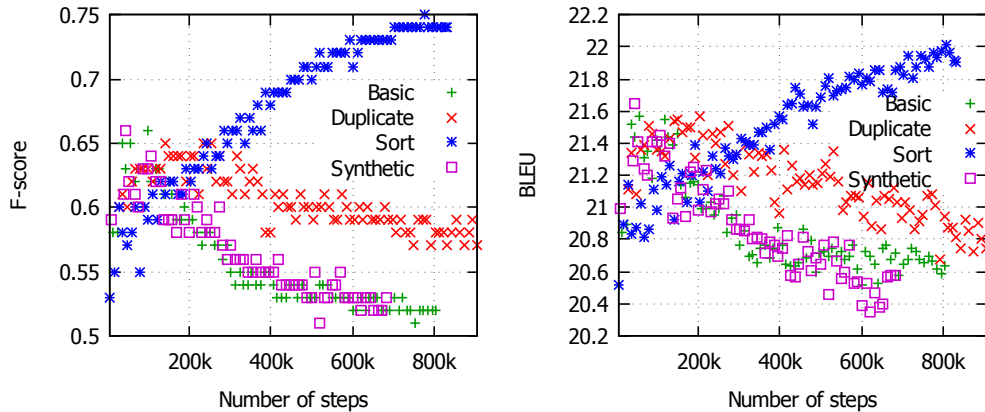 0.75
0.7
0.65
0.6
0.55
0.5
F-score
Basic
Duplicate
Sort
Synthetic
200k 400k 600k 800k
Number of steps
22.2
22
21.8
21.6
21.4
21.2
21
20.8
20.6
20.4
20.2
BLEU
Basic
Duplicate
Sort
Synthetic
200k 400k 600k 800k
Number of steps